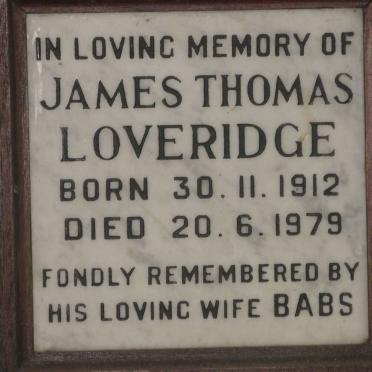 IN LOVING MEMORY OF
JAMES THOMAS
LOVERIDGE
BORN 30.11.1912
DIED 20.6.1979
FONDLY REMEMBERED BY
HIS LOVING WIFE BABS